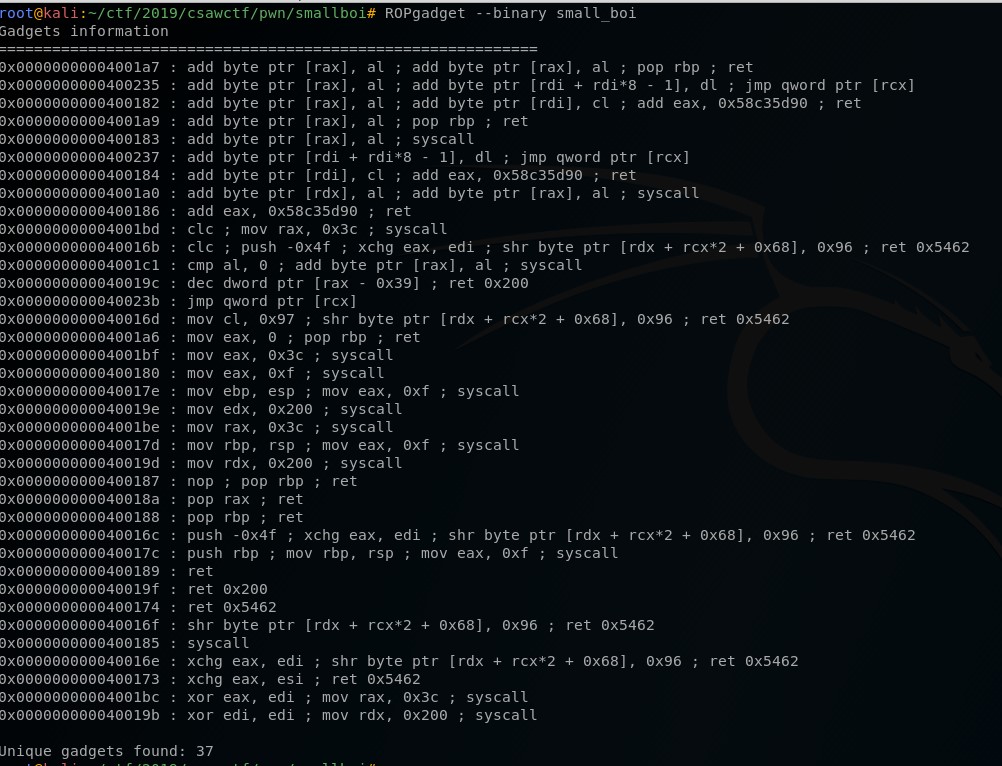 root@kali:~/ctf/2019/csawctf/pwn/smallboi# ROPgadget --binary small_boi
Gadgets information
============================================================
0x00000000004001a7 : add byte ptr [rax], al ; add byte ptr [rax], al ; pop rbp ; ret
0x0000000000400235 : add byte ptr [rax], al ; add byte ptr [rdi + rdi*8 - 1], dl ; jmp qword ptr [rcx]
0x0000000000400182 : add byte ptr [rax], al ; add byte ptr [rdi], cl ; add eax, 0x58c35d90 ; ret
0x00000000004001a9 : add byte ptr [rax], al ; pop rbp ; ret
0x0000000000400183 : add byte ptr [rax], al ; syscall
0x0000000000400237 : add byte ptr [rdi + rdi*8 - 1], dl ; jmp qword ptr [rcx]
0x0000000000400184 : add byte ptr [rdi], cl ; add eax, 0x58c35d90 ; ret
0x00000000004001a0 : add byte ptr [rdx], al ; add byte ptr [rax], al ; syscall
0x0000000000400186 : add eax, 0x58c35d90 ; ret
0x00000000004001bd : clc ; mov rax, 0x3c ; syscall
0x000000000040016b : clc ; push -0x4f ; xchg eax, edi ; shr byte ptr [rdx + rcx*2 + 0x68], 0x96 ; ret 0x5462
0x00000000004001c1 : cmp al, 0 ; add byte ptr [rax], al ; syscall
0x000000000040019c : dec dword ptr [rax - 0x39] ; ret 0x200
0x000000000040023b : jmp qword ptr [rcx]
0x000000000040016d : mov cl, 0x97 ; shr byte ptr [rdx + rcx*2 + 0x68], 0x96 ; ret 0x5462
0x00000000004001a6 : mov eax, 0 ; pop rbp ; ret
0x00000000004001bf : mov eax, 0x3c ; syscall
0x0000000000400180 : mov eax, 0xf ; syscall
0x000000000040017e : mov ebp, esp ; mov eax, 0xf ; syscall
0x000000000040019e : mov edx, 0x200 ; syscall
0x00000000004001be : mov rax, 0x3c ; syscall
0x000000000040017d : mov rbp, rsp ; mov eax, 0xf ; syscall
0x000000000040019d : mov rdx, 0x200 ; syscall
0x0000000000400187 : nop ; pop rbp ; ret
0x000000000040018a : pop rax ; ret
0x0000000000400188 : pop rbp ; ret
0x000000000040016c : push -0x4f ; xchg eax, edi ; shr byte ptr [rdx + rcx*2 + 0x68], 0x96 ; ret 0x5462
0x000000000040017c : push rbp ; mov rbp, rsp ; mov eax, 0xf ; syscall
0x0000000000400189 : ret
0x000000000040019f : ret 0x200
0x0000000000400174 : ret 0x5462
0x000000000040016f : shr byte ptr [rdx + rcx*2 + 0x68], 0x96 ; ret 0x5462
0x0000000000400185 : syscall
0x000000000040016e : xchg eax, edi ; shr byte ptr [rdx + rcx*2 + 0x68], 0x96 ; ret 0x5462
0x0000000000400173 : xchg eax, esi ; ret 0x5462
0x00000000004001bc : xor eax, edi ; mov rax, 0x3c ; syscall
0x000000000040019b : xor edi, edi ; mov rdx, 0x200 ; syscall
Unique gadgets found: 37